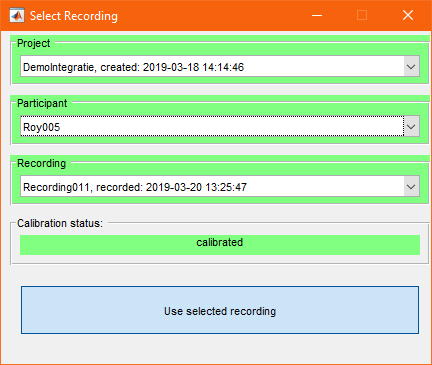 Select Recording
Project
DemoIntegratie, created: 2019-03-18 14:14:46
Participant
Roy005
Recording
Recording011, recorded: 2019-03-20 13:25:47
Calibration status:
calibrated
Use selected recording